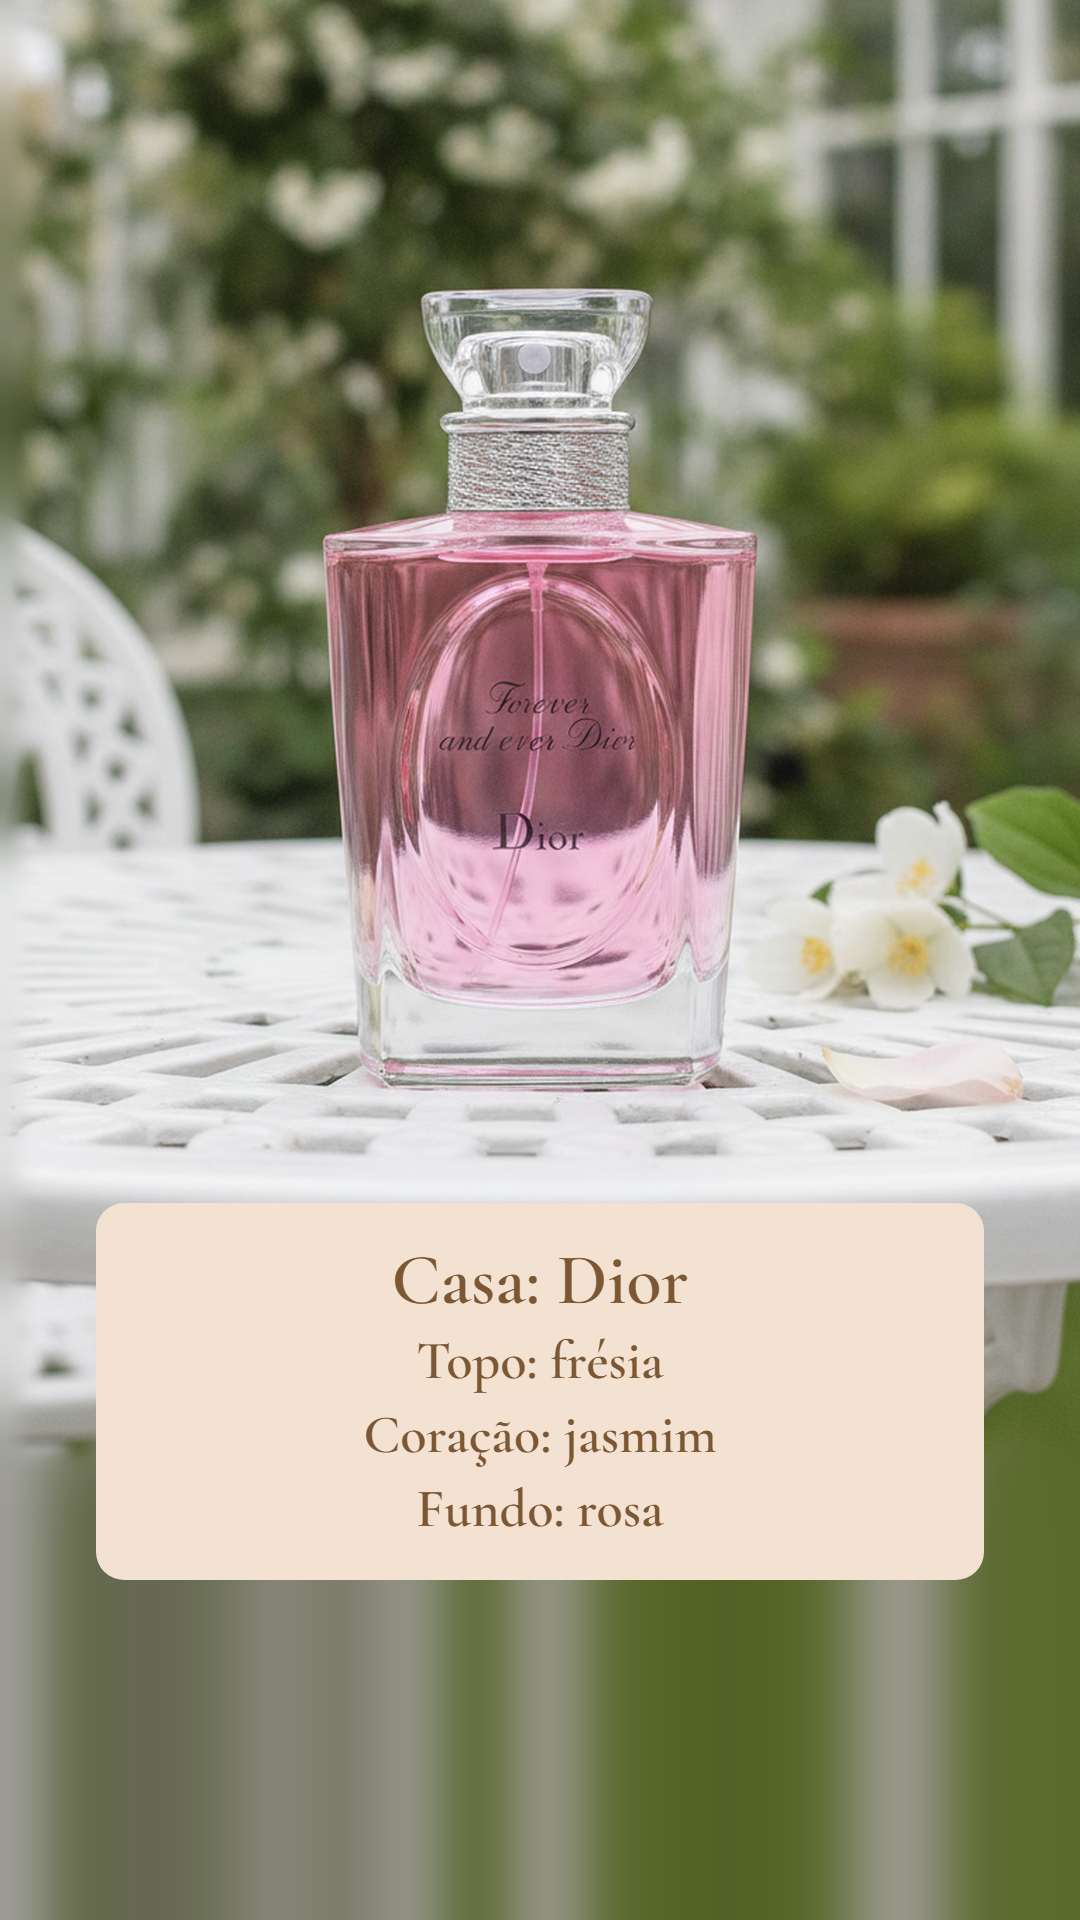 Forever
and ever Dior
Dior
Casa: Dior
Topo: frésia
Coração: jasmim
Fundo: rosa